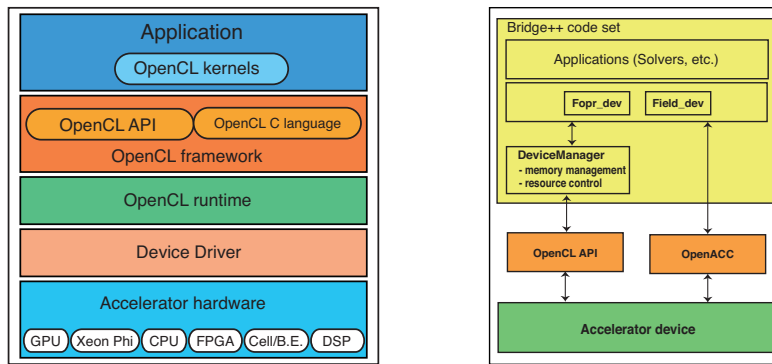 Application
OpenCL kernels
OpenCL API
OpenCL C language
OpenCL framework
OpenCL runtime
Device Driver
Accelerator hardware
GPU
Xeon Phi
CPU
FPGA
Cell/B.E.
DSP
Bridge++ code set
Applications (Solvers, etc.)
Fopr_dev
Field_dev
DeviceManager
- memory management
- resource control
OpenCL API
OpenACC
Accelerator device